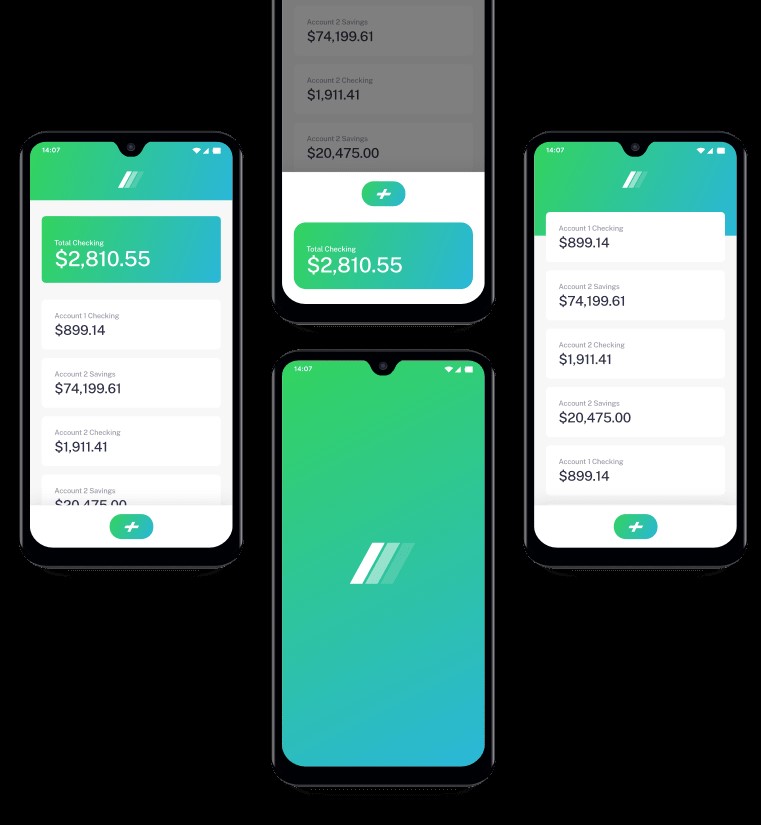 Account 2 Savings
$74,199.61
Account 2 Checking
$1,911.41
Account 2 Savings
$20,475.00
Total Checking
$2,810.55
14:07
Total Checking
$2,810.55
Account 1 Checking
$899.14
Account 2 Savings
$74,199.61
Account 2 Checking
$1,911.41
Account 2 Savings
$20,475.00
14:07
14:07
Account 1 Checking
$899.14
Account 2 Savings
$74,199.61
Account 2 Checking
$1,911.41
Account 2 Savings
$20,475.00
Account 1 Checking
$899.14